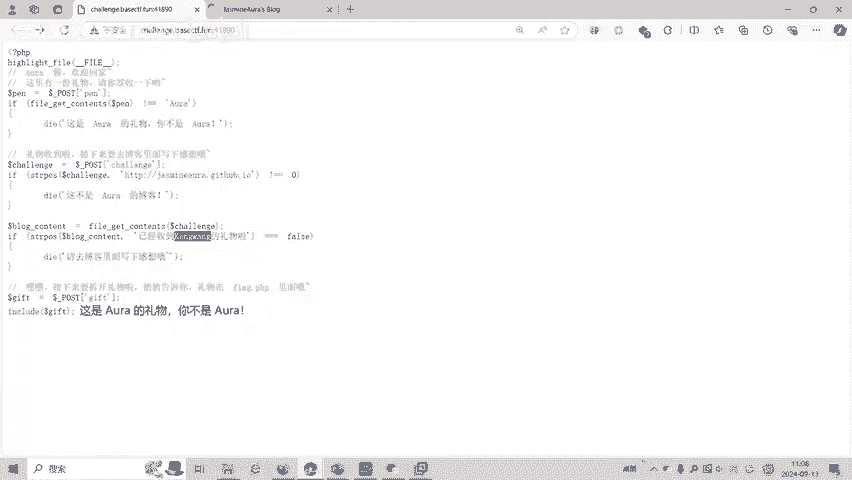 challenge.basectf.fun:41890
JasmineAura's Blog
不安全
challenge.basectf.fun:41890
<?php
highlight_file(__FILE__);
// Aura 酱，欢迎回家~
// 这里有一份礼物，请你签收一下哟~
$pen = $_POST['pen'];
if (file_get_contents($pen) !== 'Aura')
{
die('这是 Aura 的礼物，你不是 Aura！');
}
// 礼物收到啦，接下来要去博客里面写下感想哦~
$challenge = $_POST['challenge'];
if (strpos($challenge, 'http://jasmineaura.github.io') !== 0)
{
die('这不是 Aura 的博客！');
}
$blog_content = file_get_contents($challenge);
if (strpos($blog_content, '已经收到Kengwang的礼物啦') === false)
{
die('请去博客里面写下感想哦~');
}
// 嘿嘿，接下来要拆开礼物啦，悄悄告诉你，礼物在 flag.php 里面哦~
$gift = $_POST['gift'];
include($gift); 这是 Aura 的礼物，你不是 Aura！
搜索
11:08
2024-09-13